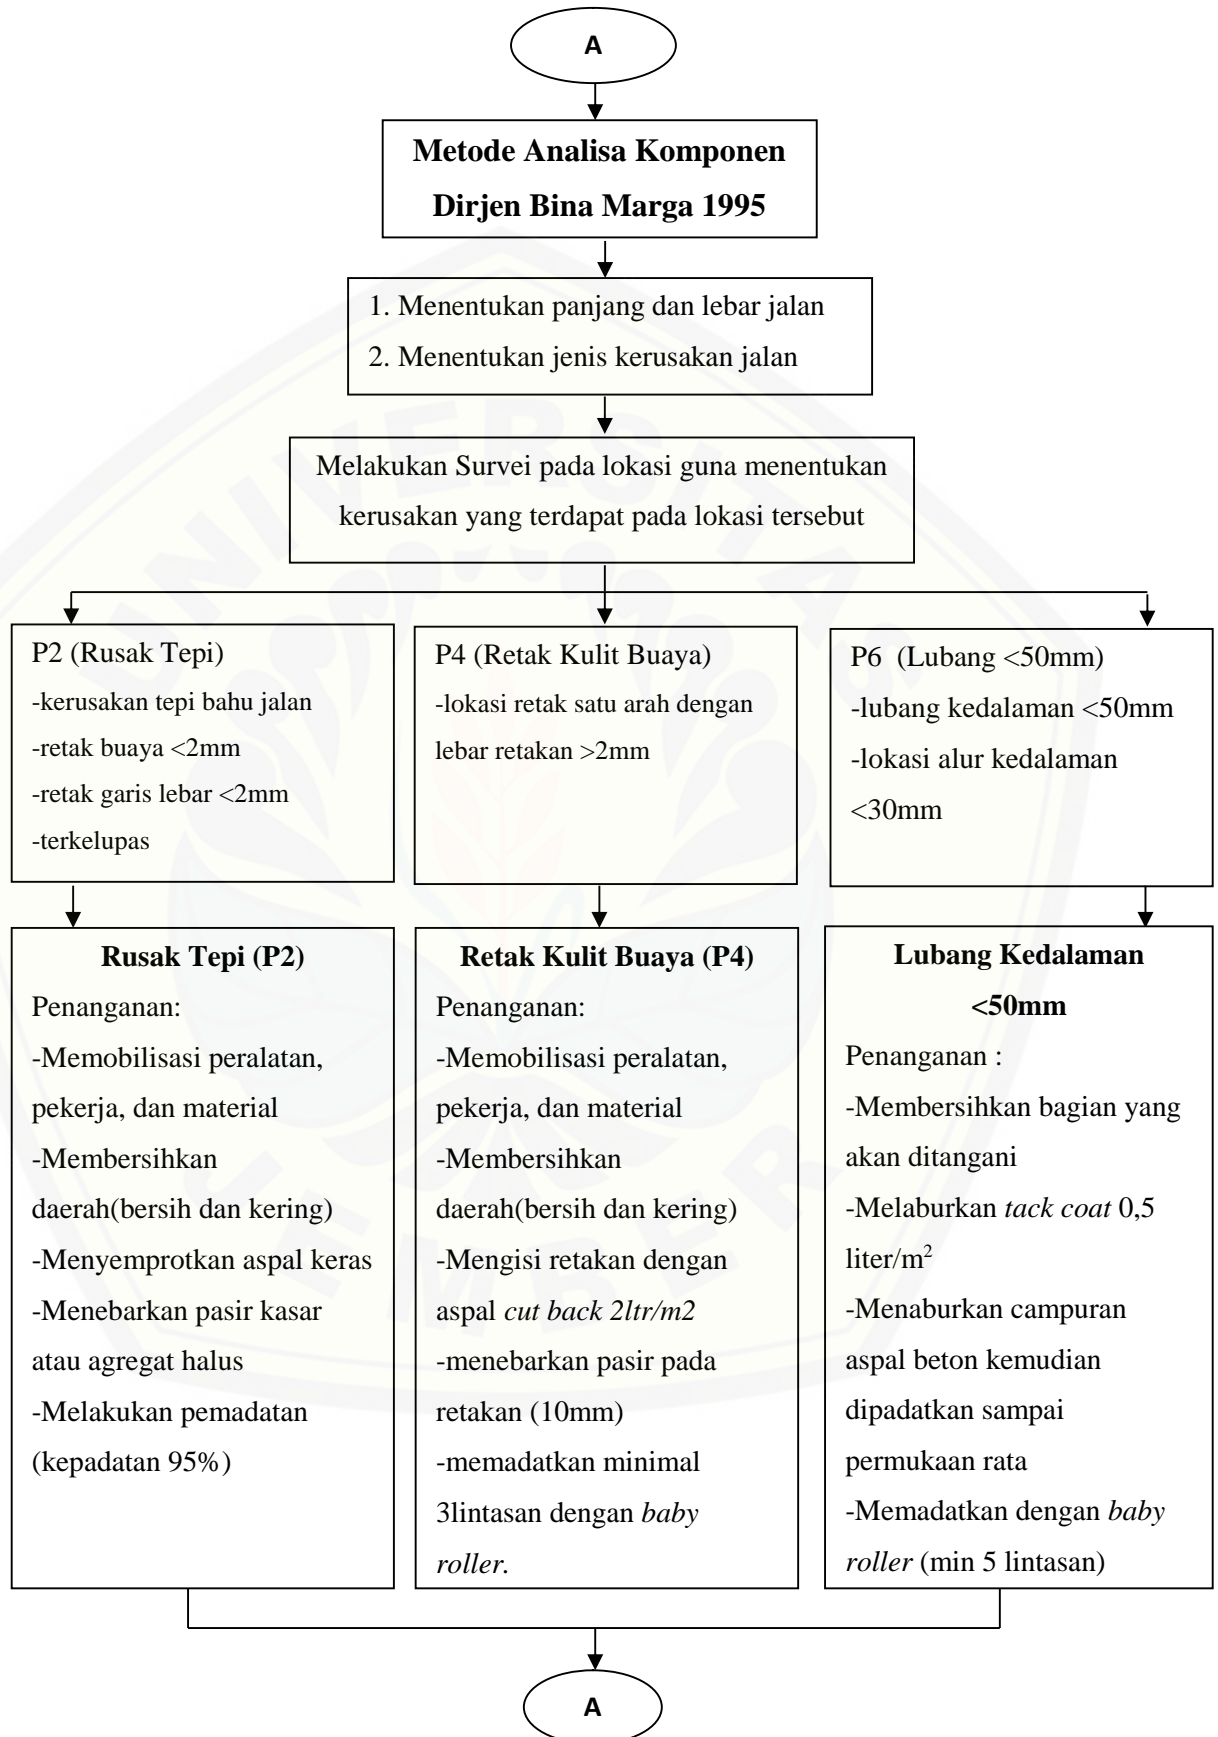 A
Metode Analisa Komponen
Dirjen Bina Marga 1995
1. Menentukan panjang dan lebar jalan
2. Menentukan jenis kerusakan jalan
Melakukan Survei pada lokasi guna menentukan
kerusakan yang terdapat pada lokasi tersebut
P2 (Rusak Tepi)
-kerusakan tepi bahu jalan
-retak buaya <2mm
-retak garis lebar <2mm
-terkelupas
P4 (Retak Kulit Buaya)
-lokasi retak satu arah dengan
lebar retakan >2mm
P6  (Lubang <50mm)
-lubang kedalaman <50mm
-lokasi alur kedalaman
<30mm
Rusak Tepi (P2)
Penanganan:
-Memobilisasi peralatan,
pekerja, dan material
-Membersihkan
daerah(bersih dan kering)
-Menyemprotkan aspal keras
-Menebarkan pasir kasar
atau agregat halus
-Melakukan pemadatan
(kepadatan 95%)
Retak Kulit Buaya (P4)
Penanganan:
-Memobilisasi peralatan,
pekerja, dan material
-Membersihkan
daerah(bersih dan kering)
-Mengisi retakan dengan
aspal cut back 2ltr/m2
-menebarkan pasir pada
retakan (10mm)
-memadatkan minimal
3lintasan dengan baby
roller.
Lubang Kedalaman
<50mm
Penanganan :
-Membersihkan bagian yang
akan ditangani
-Melaburkan tack coat 0,5
liter/m²
-Menaburkan campuran
aspal beton kemudian
dipadatkan sampai
permukaan rata
-Memadatkan dengan baby
roller (min 5 lintasan)
A
UNIVERSITAS
JEMBER